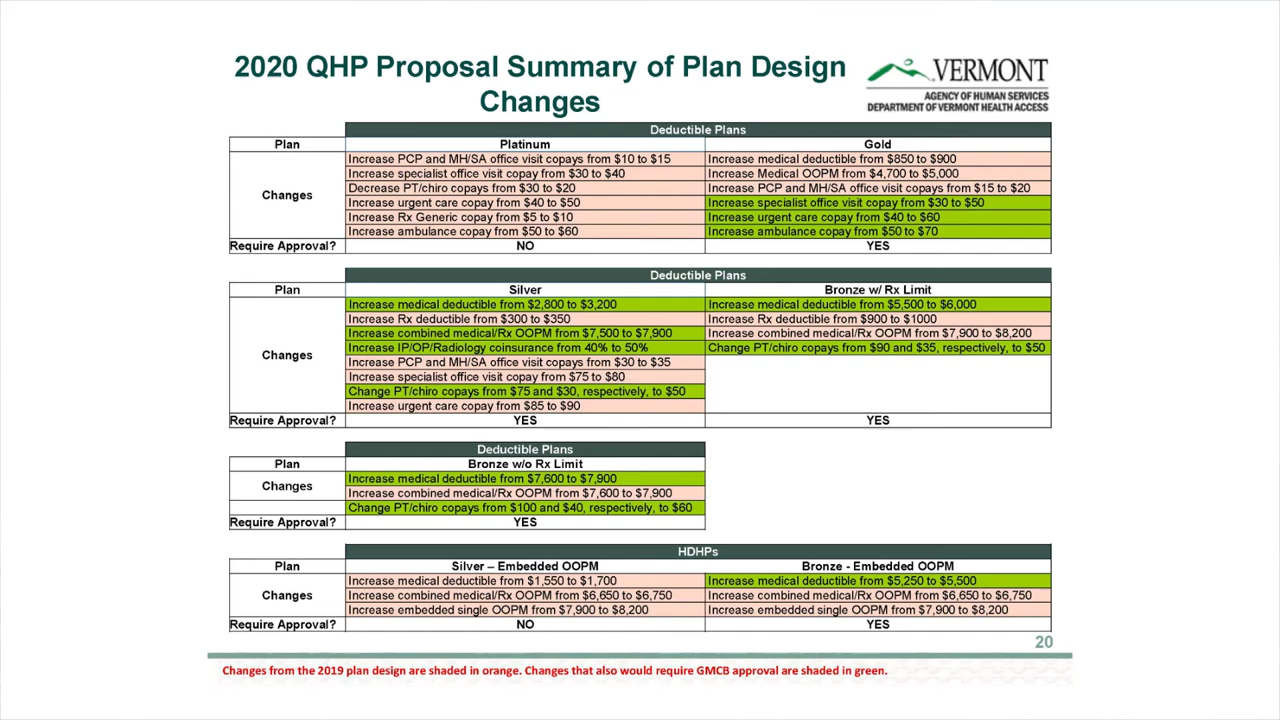 2020 QHP Proposal Summary of Plan Design
Changes
VERMONT
AGENCY OF HUMAN SERVICES
DEPARTMENT OF VERMONT HEALTH ACCESS
Deductible Plans
Plan Platinum Gold
Increase PCP and MH/SA office visit copays from $10 to $15 Increase medical deductible from $850 to $900
Increase specialist office visit copay from $30 to $40 Increase Medical OOPM from $4,700 to $5,000
Decrease PT/chiro copays from $30 to $20 Increase PCP and MH/SA office visit copays from $15 to $20
Changes
Increase urgent care copay from $40 to $50 Increase specialist office visit copay from $30 to $50
Increase Rx Generic copay from $5 to $10 Increase urgent care copay from $40 to $60
Increase ambulance copay from $50 to $60 Increase ambulance copay from $50 to $70
Require Approval? NO YES
Deductible Plans
Plan Silver Bronze w/ Rx Limit
Increase medical deductible from $2,800 to $3,200 Increase medical deductible from $5,500 to $6,000
Increase Rx deductible from $300 to $350 Increase Rx deductible from $900 to $1000
Increase combined medical/Rx OOPM from $7,500 to $7,900 Increase combined medical/Rx OOPM from $7,900 to $8,200
Increase IP/OP/Radiology coinsurance from 40% to 50% Change PT/chiro copays from $90 and $35, respectively, to $50
Changes
Increase PCP and MH/SA office visit copays from $30 to $35
Increase specialist office visit copay from $75 to $80
Change PT/chiro copays from $75 and $30, respectively, to $50
Increase urgent care copay from $85 to $90
Require Approval? YES YES
Deductible Plans
Plan Bronze w/o Rx Limit
Increase medical deductible from $7,600 to $7,900
Changes
Increase combined medical/Rx OOPM from $7,600 to $7,900
Change PT/chiro copays from $100 and $40, respectively, to $60
Require Approval? YES
HDHPs
Plan Silver – Embedded OOPM Bronze - Embedded OOPM
Increase medical deductible from $1,550 to $1,700 Increase medical deductible from $5,250 to $5,500
Changes Increase combined medical/Rx OOPM from $6,650 to $6,750 Increase combined medical/Rx OOPM from $6,650 to $6,750
Increase embedded single OOPM from $7,900 to $8,200 Increase embedded single OOPM from $7,900 to $8,200
Require Approval? NO YES
20
Changes from the 2019 plan design are shaded in orange. Changes that also would require GMCB approval are shaded in green.